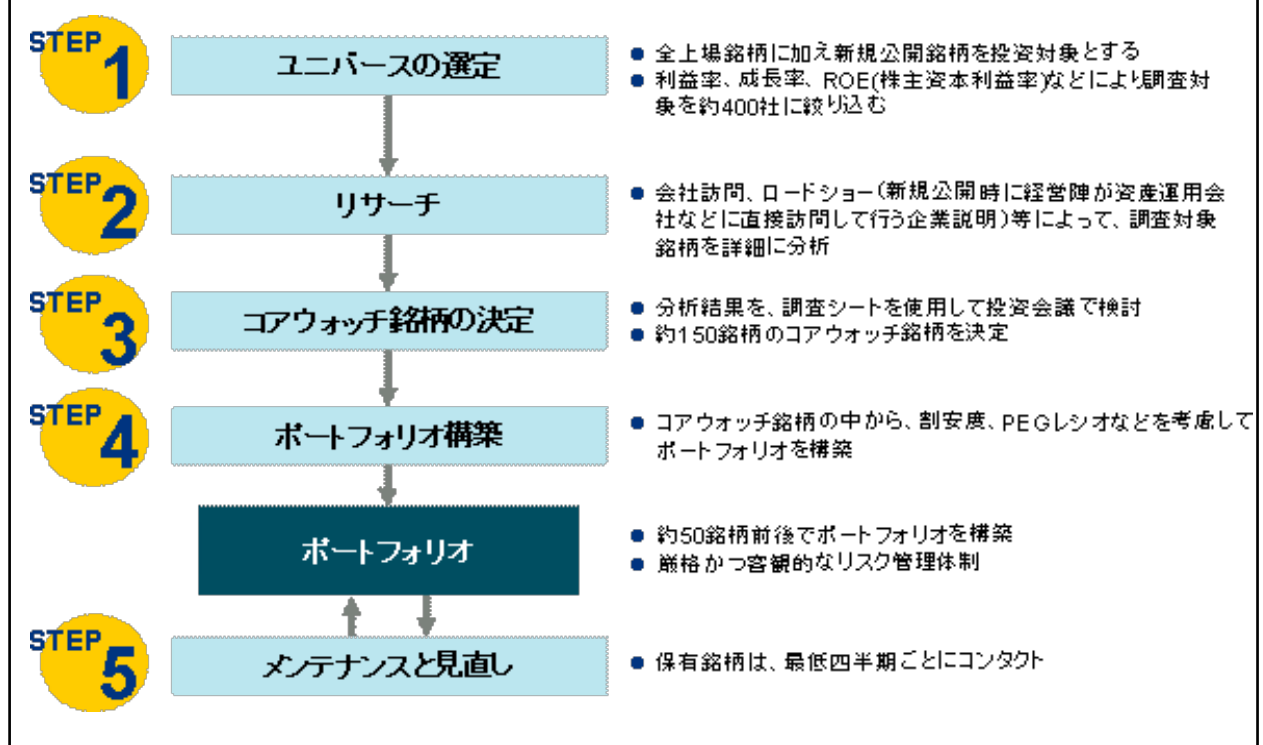 STEP 1
ユニバースの選定
● 全上場銘柄に加え新規公開銘柄を投資対象とする
● 利益率、成長率、ROE(株主資本利益率)などにより調査対
象を約400社に絞り込む
STEP 2
リサーチ
● 会社訪問、ロードショー(新規公開時に経営陣が資産運用会
社などに直接訪問して行う企業説明)等によって、調査対象
銘柄を詳細に分析
STEP 3
コアウォッチ銘柄の決定
● 分析結果を、調査シートを使用して投資会議で検討
● 約150銘柄のコアウォッチ銘柄を決定
STEP 4
ポートフォリオ構築
● コアウォッチ銘柄の中から、割安度、PEGレシオなどを考慮して
ポートフォリオを構築
ポートフォリオ
● 約50銘柄前後でポートフォリオを構築
● 厳格かつ客観的なリスク管理体制
STEP 5
メンテナンスと見直し
● 保有銘柄は、最低四半期ごとにコンタクト